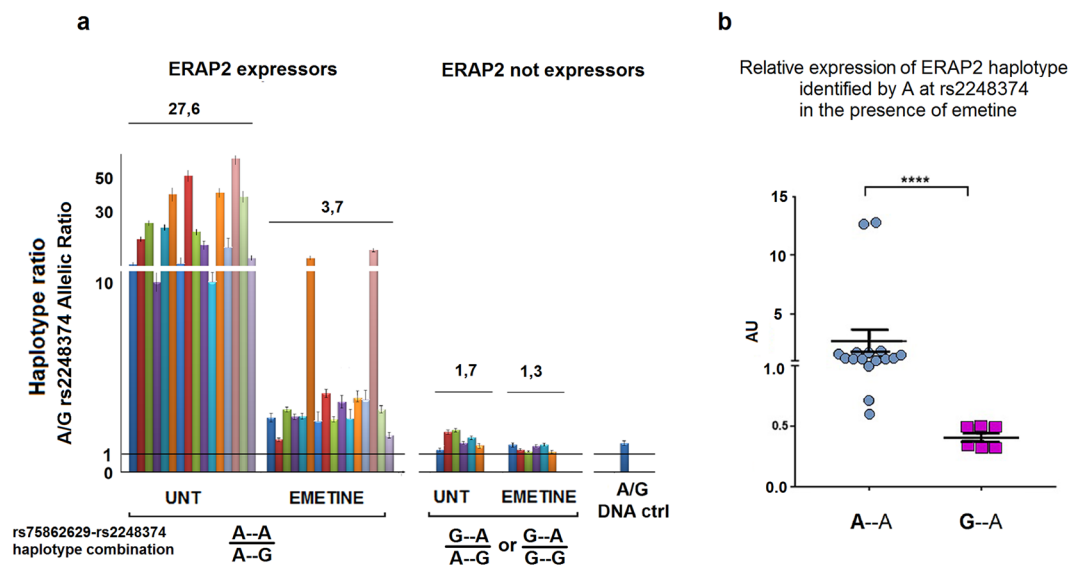 a
ERAP2 expressors
ERAP2 not expressors
27,6
3,7
1,7
1,3
Haplotype ratio
A/G rs2248374 Allelic Ratio
50
30
10
1
0
UNT
EMETINE
UNT
EMETINE
A/G
DNA ctrl
rs75862629-rs2248374
haplotype combination
A--A
A--G
G--A
A--G
or
G--A
G--G
b
Relative expression of ERAP2 haplotype
identified by A at rs2248374
in the presence of emetine
****
AU
15
10
5
1.0
0.5
0.0
A--A
G--A